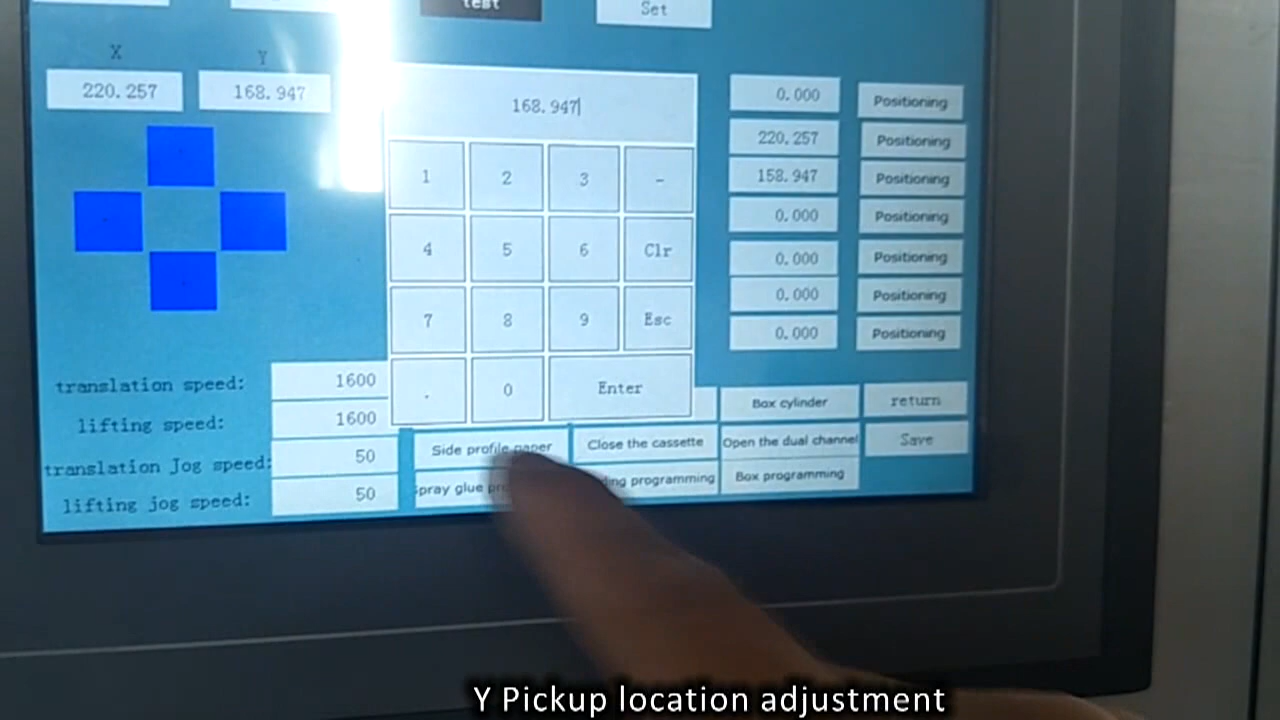 test
Set
X
Y
220.257
168.947
168.947
0.000
Positioning
220.257
Positioning
158.947
Positioning
0.000
Positioning
0.000
Positioning
0.000
Positioning
0.000
Positioning
1
2
3
-
4
5
6
Clr
7
8
9
Esc
.
0
Enter
translation speed:
1600
lifting speed:
1600
translation Jog speed:
50
lifting jog speed:
50
Box cylinder
return
Side profile paper
Close the cassette
Open the dual channel
Save
Spray glue
programming
Box programming
Y Pickup location adjustment